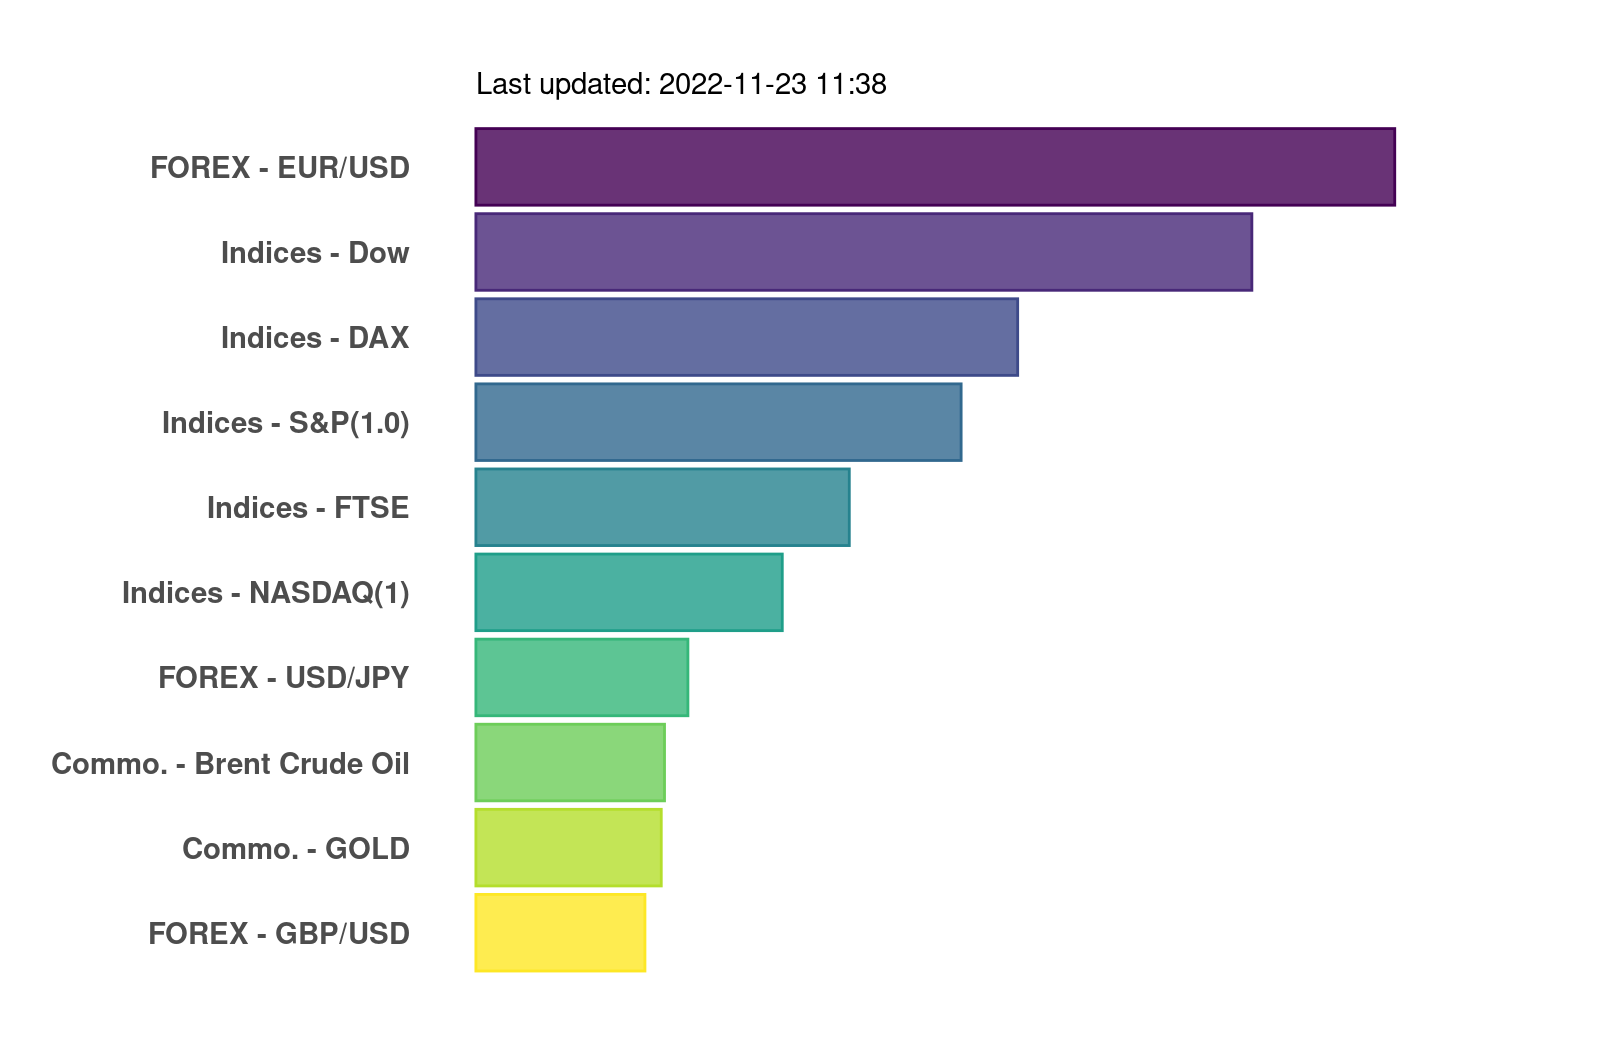 Last updated: 2022-11-23 11:38
FOREX - EUR/USD
Indices - Dow
Indices - DAX
Indices - S&P(1.0)
Indices - FTSE
Indices - NASDAQ(1)
FOREX - USD/JPY
Commo. - Brent Crude Oil
Commo. - GOLD
FOREX - GBP/USD